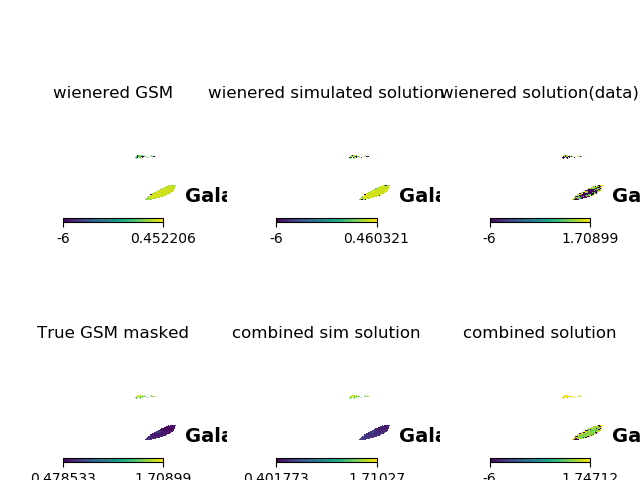 wienered GSM
wienered simulated solution
wienered solution(data)
Gala
Gala
Ga
-6 0.452206
-6 0.460321
-6 1.70899
True GSM masked
combined sim solution
combined solution
Gala
Gala
Ga
0.478533 1.70899
0.401773 1.71027
-6 1.74712